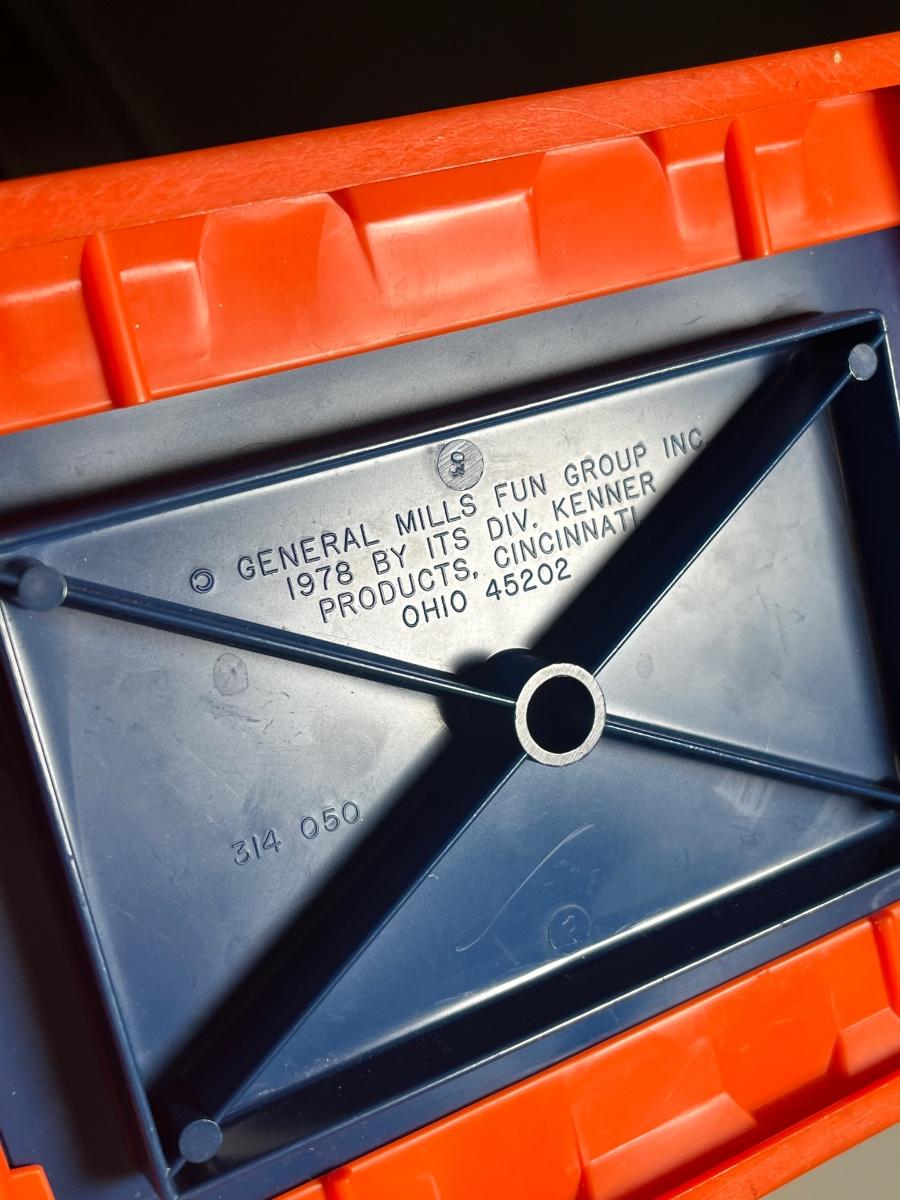 © GENERAL MILLS FUN GROUP INC
1978 BY ITS DIV. KENNER
PRODUCTS, CINCINNATI
OHIO 45202
314 050